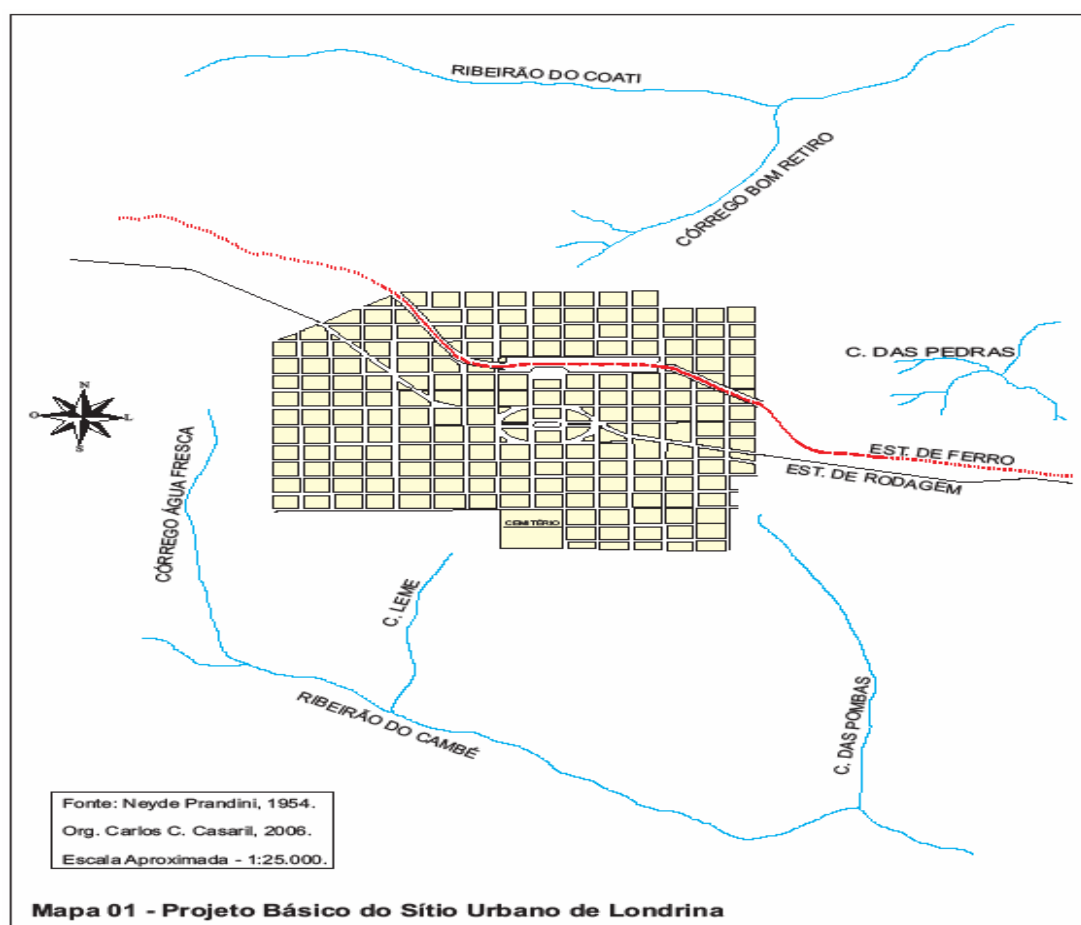 RIBEIRÃO DO COATI
CÓRREGO BOM RETIRO
C. DAS PEDRAS
N
O
L
S
EST. DE FERRO
EST. DE RODAGEM
CÓRREGO ÁGUA FRESCA
CEMITÉRIO
C. LEME
RIBEIRÃO DO CAMBÉ
C. DAS POMBAS
Fonte: Neyde Prandini, 1954.
Org. Carlos C. Casaril, 2006.
Escala Aproximada - 1:25.000.
Mapa 01 - Projeto Básico do Sítio Urbano de Londrina